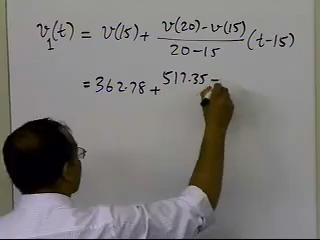 v₁(t) = v(15) + (v(20) - v(15))/(20 - 15) (t - 15)
= 362.78 + 517.35 -